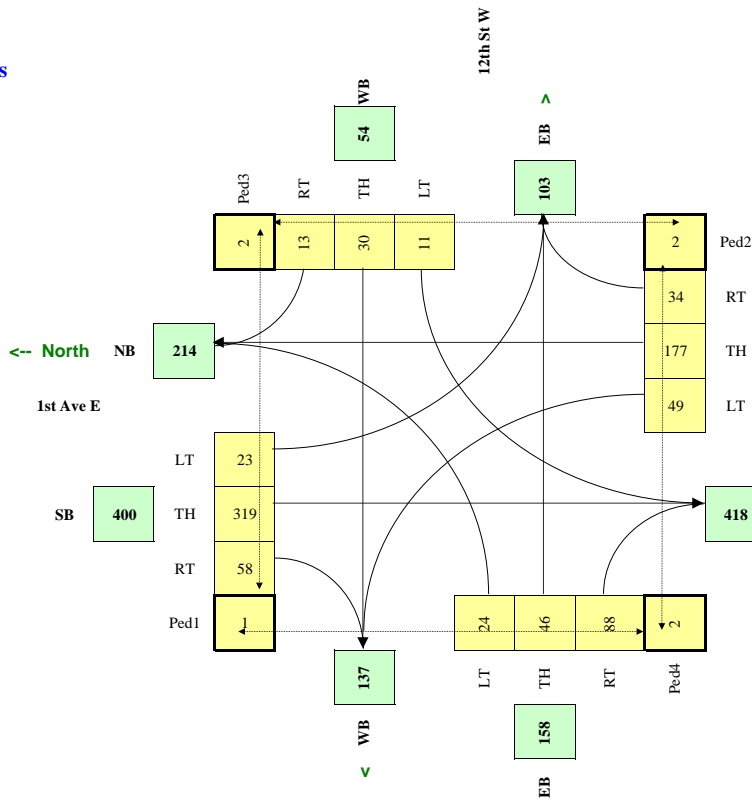 12th St W
s
WB
^
54
EB
Ped3
RT
TH
LT
103
2
13
30
11
2
Ped2
34
RT
<-- North
NB
214
177
TH
1st Ave E
49
LT
LT
23
SB
400
TH
319
418
RT
58
Ped1
1
24
46
88
2
137
LT
TH
RT
Ped4
WB
158
v
EB